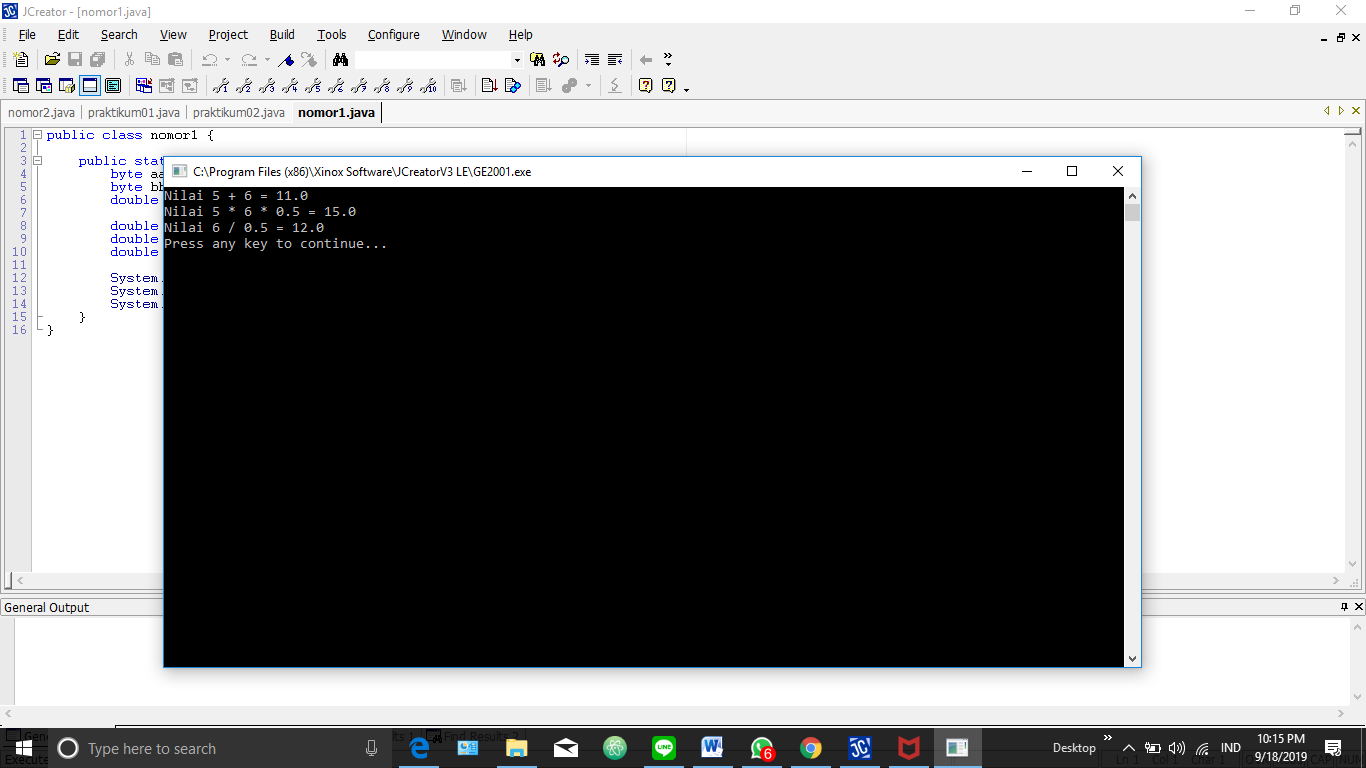 JCreator - [nomor1.java]
File Edit Search View Project Build Tools Configure Window Help
nomor2.java praktikum01.java praktikum02.java nomor1.java
1 public class nomor1 {
2
3 public stat
4 byte aa
5 byte bb
6 double
7
8 double
9 double
10 double
11
12 System.
13 System.
14 System.
15 }
16 }
C:\Program Files (x86)\Xinox Software\JCreatorV3 LE\GE2001.exe
Nilai 5 + 6 = 11.0
Nilai 5 * 6 * 0.5 = 15.0
Nilai 6 / 0.5 = 12.0
Press any key to continue...
General Output
Type here to search
6
Desktop
IND
10:15 PM
9/18/2019